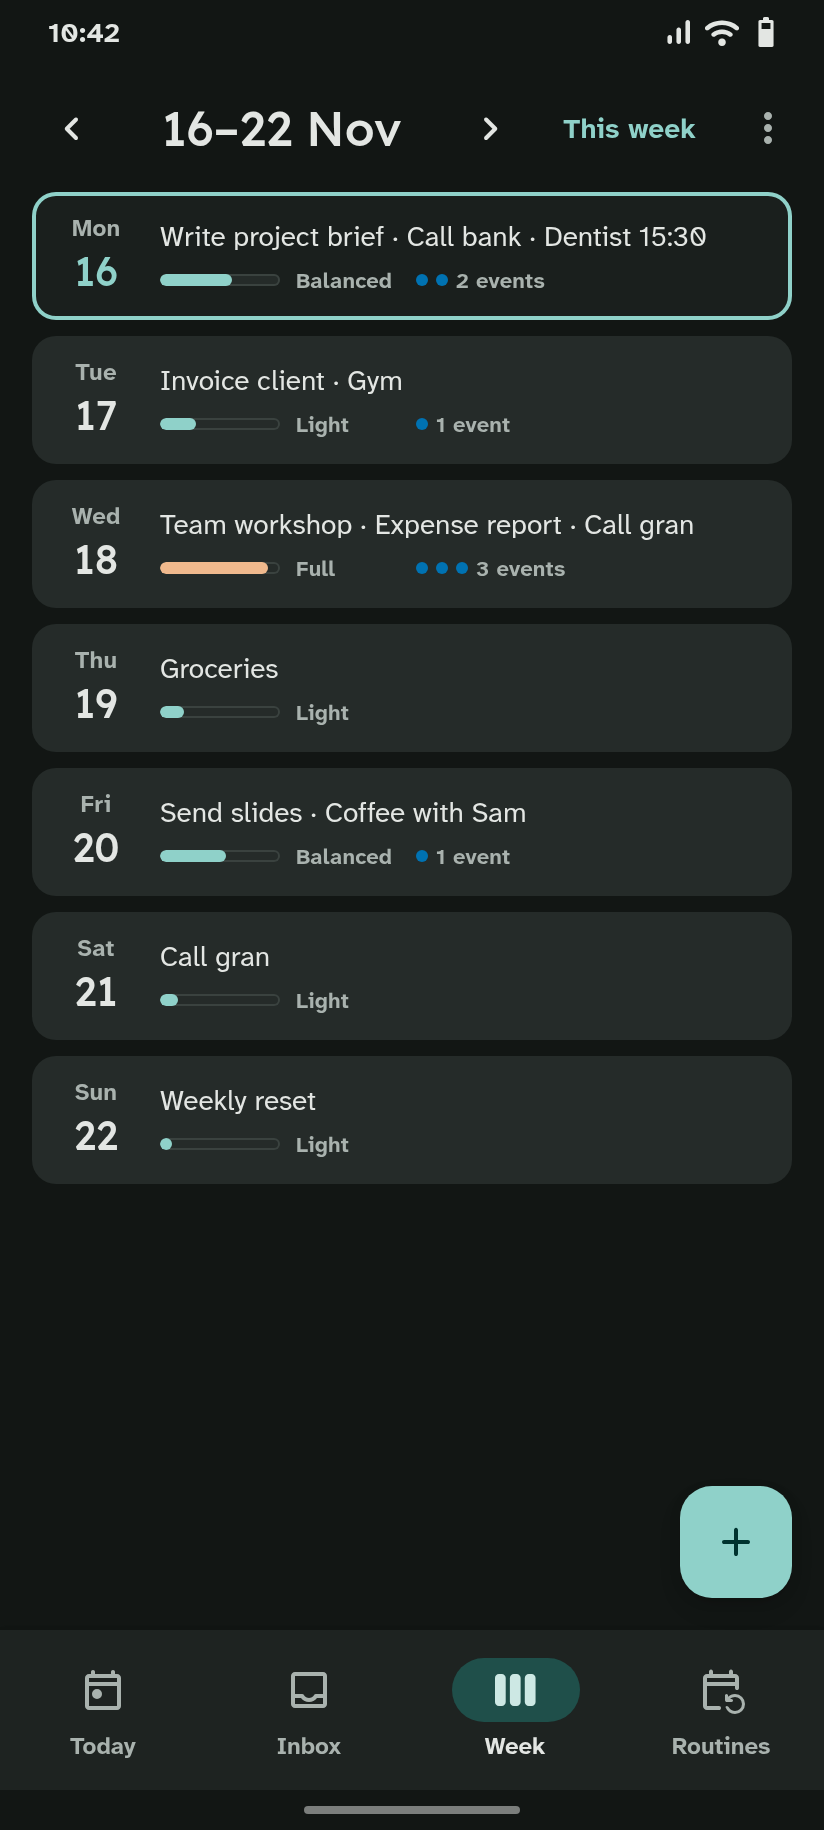 10:42
16–22 Nov
This week
Mon
16
Write project brief · Call bank · Dentist 15:30
Balanced
2 events
Tue
17
Invoice client · Gym
Light
1 event
Wed
18
Team workshop · Expense report · Call gran
Full
3 events
Thu
19
Groceries
Light
Fri
20
Send slides · Coffee with Sam
Balanced
1 event
Sat
21
Call gran
Light
Sun
22
Weekly reset
Light
Today
Inbox
Week
Routines